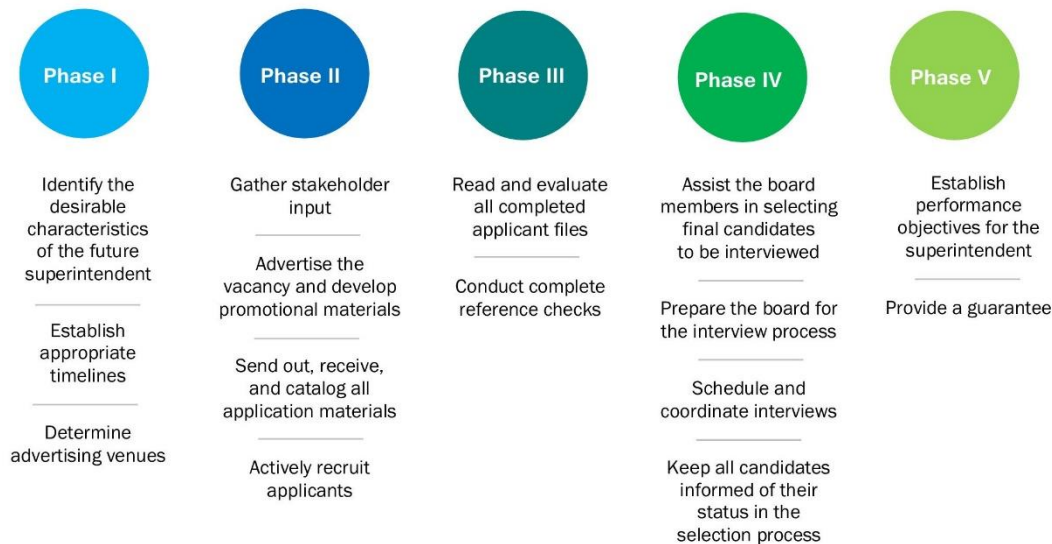 Phase I
Identify the
desirable
characteristics
of the future
superintendent
Establish
appropriate
timelines
Determine
advertising venues
Phase II
Gather stakeholder
input
Advertise the
vacancy and develop
promotional materials
Send out, receive,
and catalog all
application materials
Actively recruit
applicants
Phase III
Read and evaluate
all completed
applicant files
Conduct complete
reference checks
Phase IV
Assist the board
members in selecting
final candidates
to be interviewed
Prepare the board for
the interview process
Schedule and
coordinate interviews
Keep all candidates
informed of their
status in the
selection process
Phase V
Establish
performance
objectives for the
superintendent
Provide a guarantee